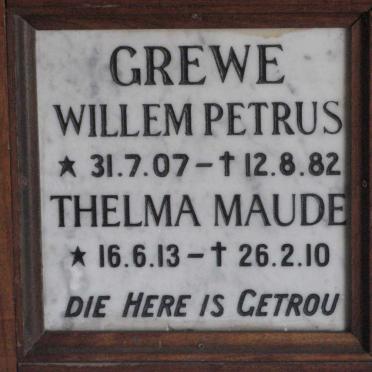 GREWE
WILLEM PETRUS
★ 31.7.07 – † 12.8.82
THELMA MAUDE
★ 16.6.13 – † 26.2.10
DIE HERE IS GETROU